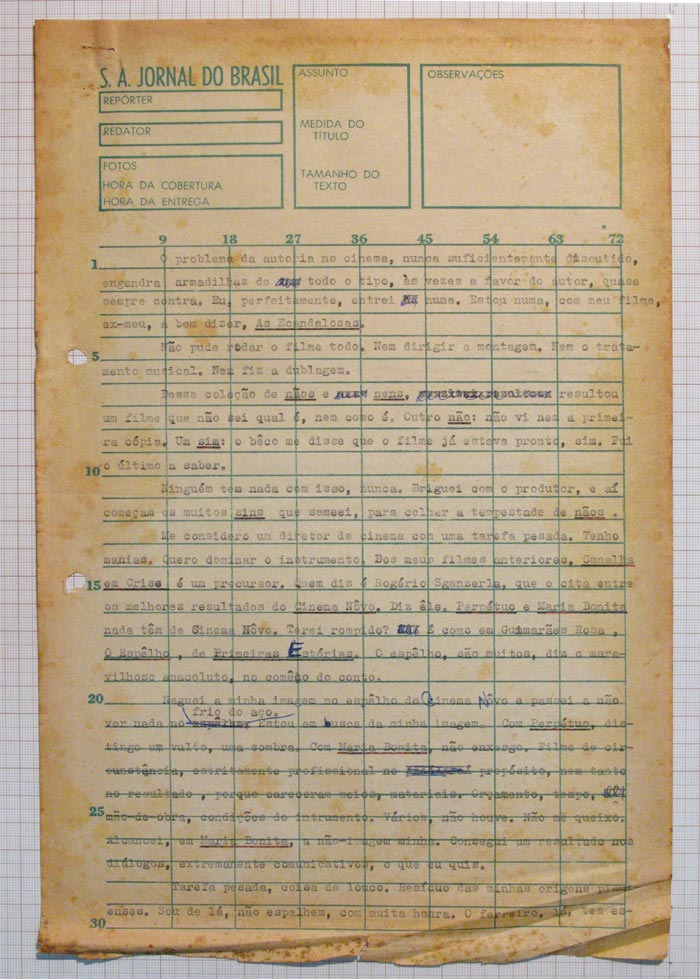 S. A. JORNAL DO BRASIL
REPÓRTER
REDATOR
FOTOS
HORA DA COBERTURA
HORA DA ENTREGA
ASSUNTO
MEDIDA DO
TÍTULO
TAMANHO DO
TEXTO
OBSERVAÇÕES
9 18 27 36 45 54 63 72
1 O problema da autoria no cinema, nunca suficientemente discutido,
engendra armadilhas de todo o tipo, às vezes a favor do autor, quase
sempre contra. Eu, perfeitamente, entrei numa. Estou numa, com meu filme,
ex-meu, a bem dizer, As Escandalosas.
5 Não pude rodar o filme todo. Nem dirigir a montagem. Nem o trata-
mento musical. Nem fiz a dublagem.
Dessa coleção de nãos e nens, resultou
um filme que não sei qual é, nem como é. Outro não: não vi nem a primei-
ra cópia. Um sim: o bêco me disse que o filme já estava pronto, sim. Fui
10 o último a saber.
Ninguém tem nada com isso, nunca. Briguei com o produtor, e aí
começam os muitos sins que semeei, para colher a tempestade de nãos .
Me considero um diretor de cinema com uma tarefa pesada. Tenho
manias. Quero dominar o instrumento. Dos meus filmes anteriores, Canalha
15 em Crise é un precursor. Quem diz é Rogério Sganzerla, que o cita entre
os melhores resultados do Cinema Nôvo. Diz êle. Perpétuo e Maria Bonita
nada têm de Cinema Nôvo. Terei rompido? É como em Guimarães Rosa ,
O Espêlho , de Primeiras Estórias. O espêlho, são muitos, diz o mara-
vilhoso anacoluto, no comêço do conto.
20 Neguei a minha imagem no espêlho do Cinema Nôvo e passei a não
frio do aço.
ver nada no espêlho. Estou em busca da minha imagem. Com Perpétuo, dis-
tingo um vulto, uma sombra. Com Maria Bonita, não enxergo. Filme de cir-
cunstância, estritamente profissional no propósito, nem tanto
no resultado , porque careceram meios, materiais. Orçamento, tempo,
25 mão-de-obra, condições do intrumento. Vários, não houve. Não me queixo.
Alcancei, em Maria Bonita, a não-imagem minha. Consegui um resultado nos
diálogos, extremanente comunicativos, o que eu quis.
Tarefa pesada, coisa de louco. Resíduo das minhas origens piaui-
enses. Sou de lá, não espalhem, com muita honra. O ferreiro, lá, tem es-
30